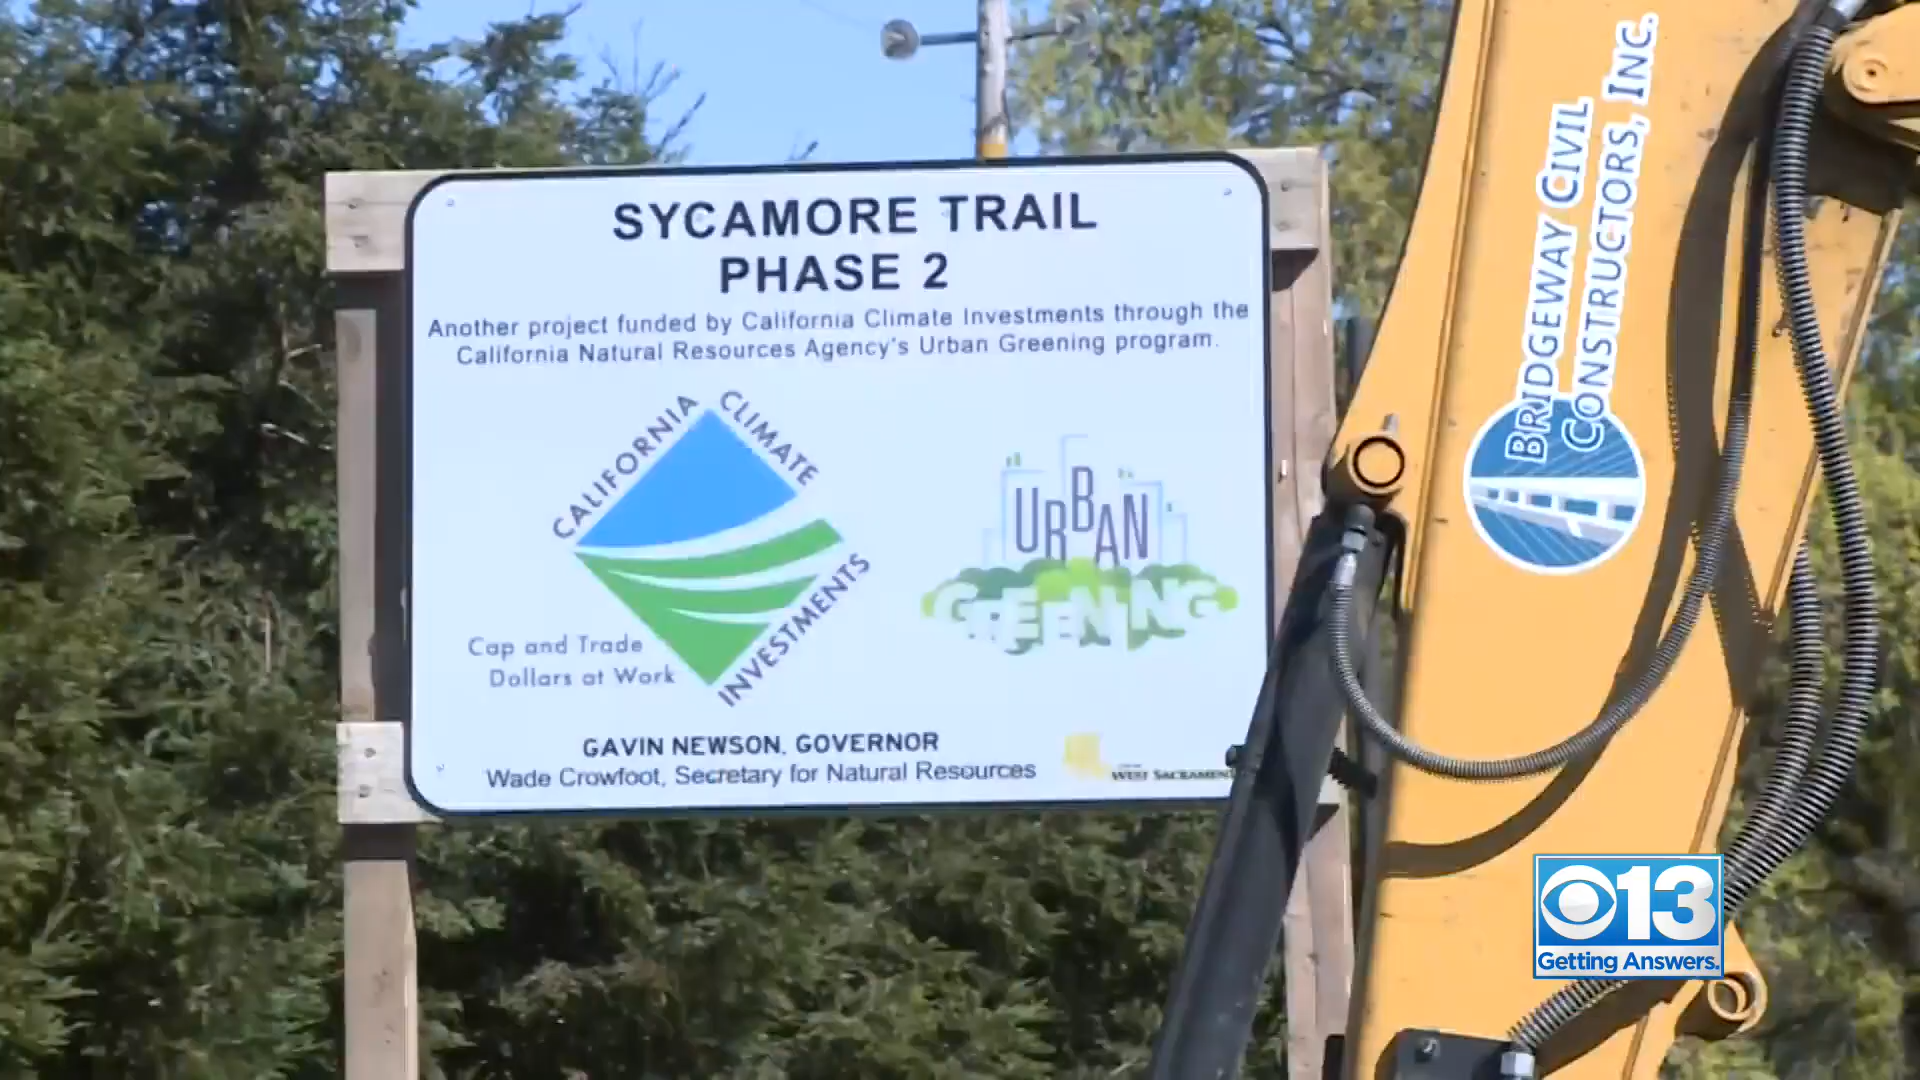 SYCAMORE TRAIL
PHASE 2
Another project funded by California Climate Investments through the
California Natural Resources Agency's Urban Greening program.
CALIFORNIA
CLIMATE
INVESTMENTS
Cap and Trade
Dollars at Work
URBAN
GREENING
GAVIN NEWSON, GOVERNOR
Wade Crowfoot, Secretary for Natural Resources
WEST SACRAMEN
BRIDGEWAY CIVIL
CONSTRUCTORS, INC.
13
Getting Answers.